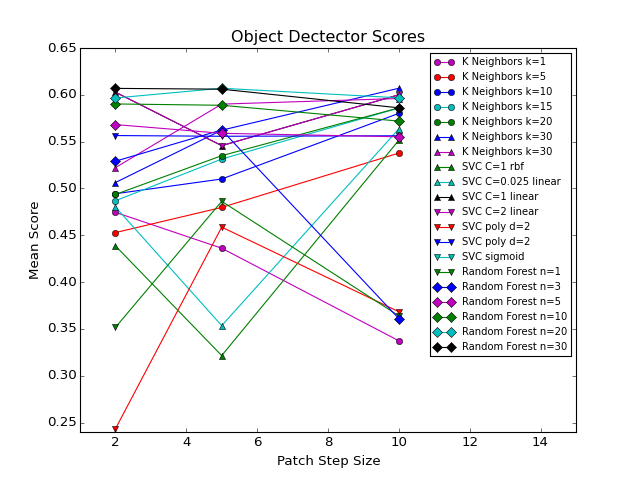 Object Dectector Scores
Mean Score
0.65
0.60
0.55
0.50
0.45
0.40
0.35
0.30
0.25
2 4 6 8 10 12 14
Patch Step Size
K Neighbors k=1
K Neighbors k=5
K Neighbors k=10
K Neighbors k=15
K Neighbors k=20
K Neighbors k=30
K Neighbors k=30
SVC C=1 rbf
SVC C=0.025 linear
SVC C=1 linear
SVC C=2 linear
SVC poly d=2
SVC poly d=2
SVC sigmoid
Random Forest n=1
Random Forest n=3
Random Forest n=5
Random Forest n=10
Random Forest n=20
Random Forest n=30